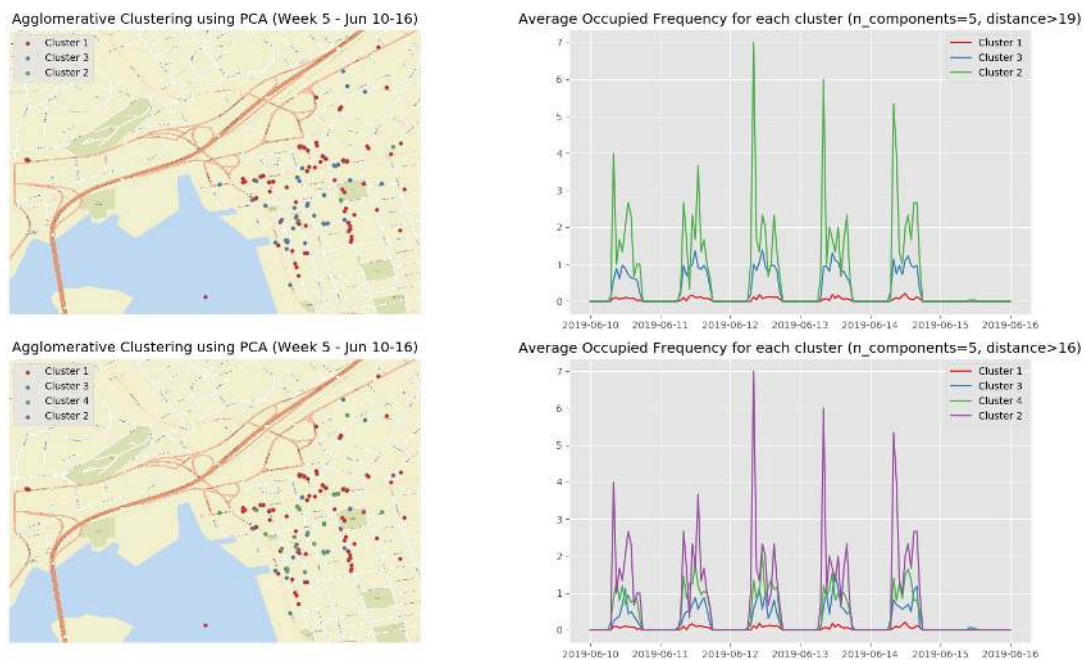 Agglomerative Clustering using PCA (Week 5 - Jun 10-16)
Cluster 1
Cluster 3
Cluster 2
Average Occupied Frequency for each cluster (n_components=5, distance>19)
Cluster 1
Cluster 3
Cluster 2
7
6
5
4
3
2
1
0
2019-06-10 2019-06-11 2019-06-12 2019-06-13 2019-06-14 2019-06-15 2019-06-16
Agglomerative Clustering using PCA (Week 5 - Jun 10-16)
Cluster 1
Cluster 3
Cluster 4
Cluster 2
Average Occupied Frequency for each cluster (n_components=5, distance>16)
Cluster 1
Cluster 3
Cluster 4
Cluster 2
7
6
5
4
3
2
1
0
2019-06-10 2019-06-11 2019-06-12 2019-06-13 2019-06-14 2019-06-15 2019-06-16